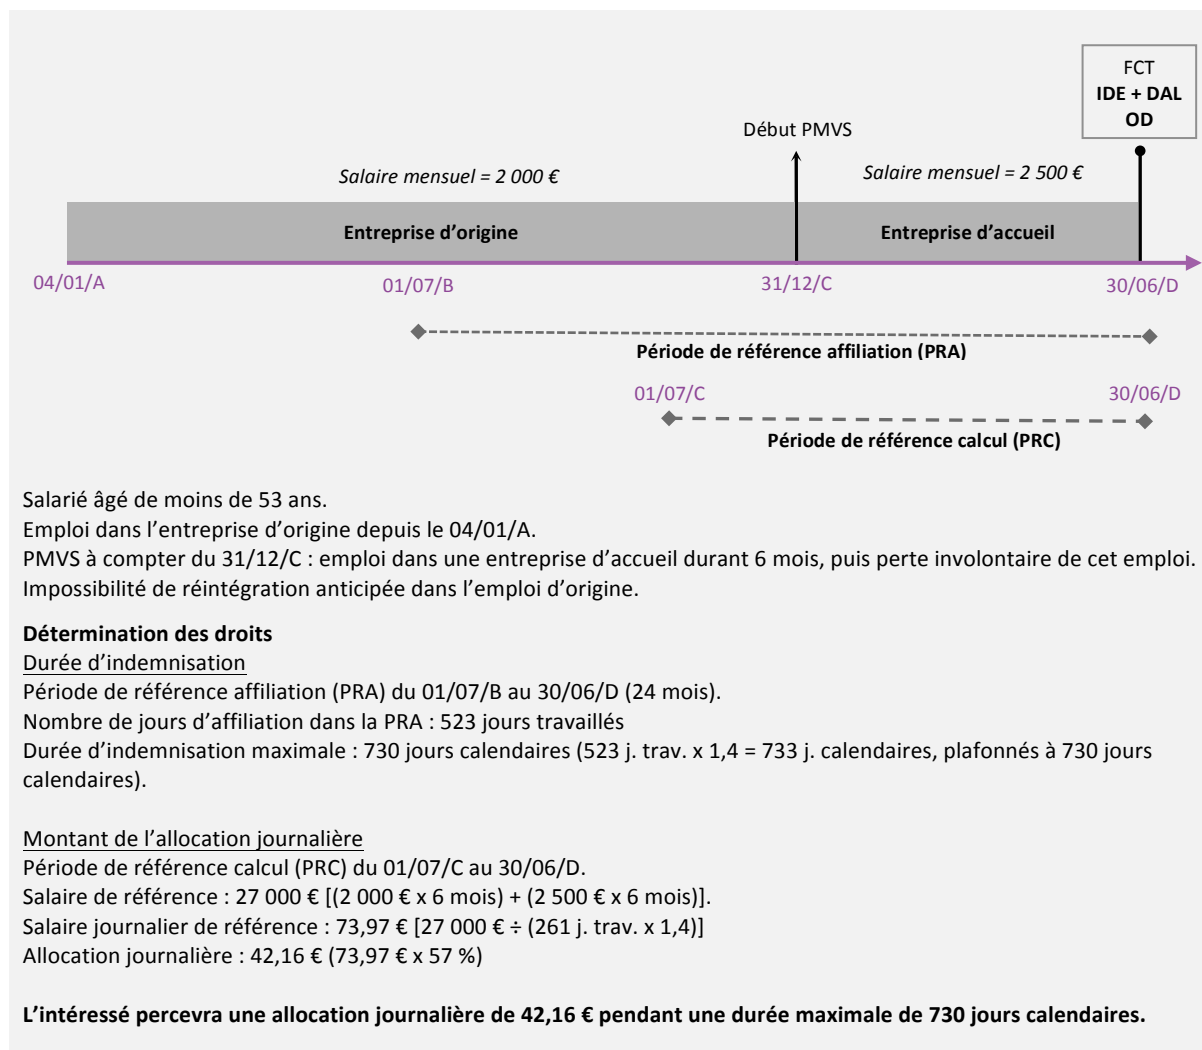 FCT
IDE + DAL
OD
Début PMVS
Salaire mensuel = 2 000 €
Salaire mensuel = 2 500 €
Entreprise d’origine
Entreprise d’accueil
04/01/A
01/07/B
31/12/C
30/06/D
Période de référence affiliation (PRA)
01/07/C
30/06/D
Période de référence calcul (PRC)
Salarié âgé de moins de 53 ans.
Emploi dans l’entreprise d’origine depuis le 04/01/A.
PMVS à compter du 31/12/C : emploi dans une entreprise d’accueil durant 6 mois, puis perte involontaire de cet emploi.
Impossibilité de réintégration anticipée dans l’emploi d’origine.
Détermination des droits
Durée d’indemnisation
Période de référence affiliation (PRA) du 01/07/B au 30/06/D (24 mois).
Nombre de jours d’affiliation dans la PRA : 523 jours travaillés
Durée d’indemnisation maximale : 730 jours calendaires (523 j. trav. x 1,4 = 733 j. calendaires, plafonnés à 730 jours
calendaires).
Montant de l’allocation journalière
Période de référence calcul (PRC) du 01/07/C au 30/06/D.
Salaire de référence : 27 000 € [(2 000 € x 6 mois) + (2 500 € x 6 mois)].
Salaire journalier de référence : 73,97 € [27 000 € ÷ (261 j. trav. x 1,4)]
Allocation journalière : 42,16 € (73,97 € x 57 %)
L’intéressé percevra une allocation journalière de 42,16 € pendant une durée maximale de 730 jours calendaires.